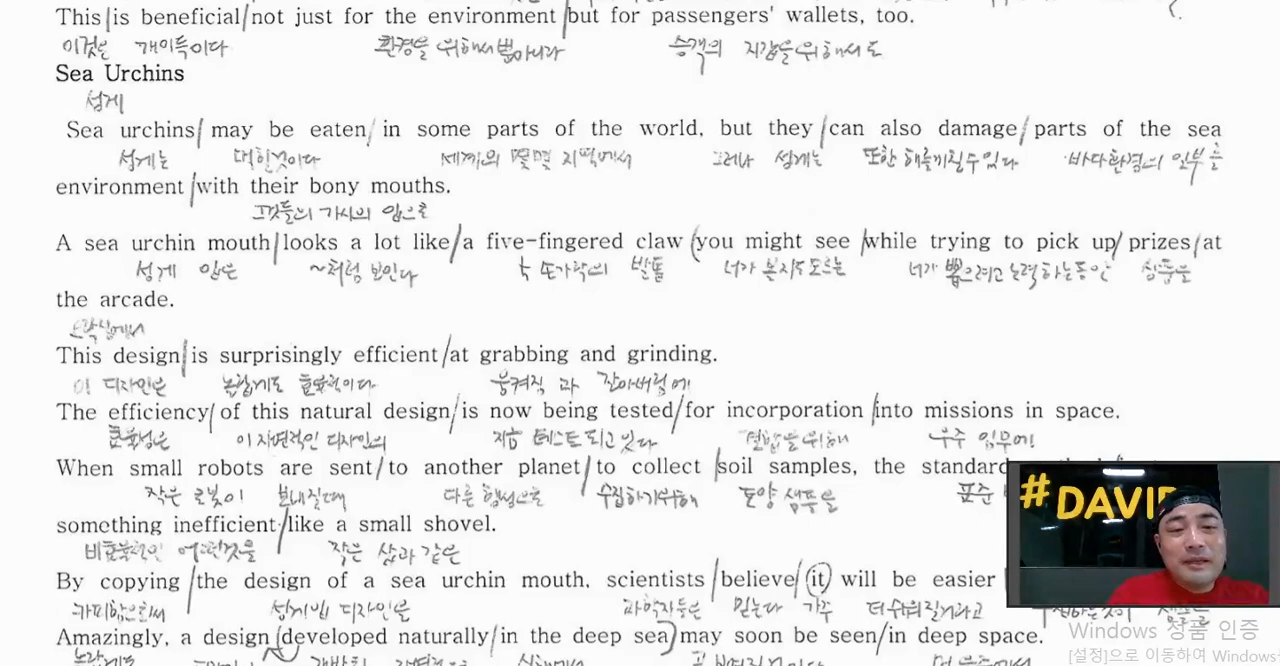 This is beneficial not just for the environment but for passengers' wallets, too.
이것은 개이득이다 환경을 위해서뿐아니라 승객의 지갑을 위해서도
Sea Urchins
성게
Sea urchins may be eaten in some parts of the world, but they can also damage parts of the sea
성게는 먹힌것이다 세계의 몇몇 지역에서 그러나 성게는 또한 해를끼칠수있다 바다환경의 일부를
environment with their bony mouths.
그것들의 가시의 입으로
A sea urchin mouth looks a lot like a five-fingered claw you might see while trying to pick up prizes at
성게 입은 ~처럼 보인다 손가락의 발톱 너가 볼지도모르는 너가 뽑으려고노력하는동안 상품을
the arcade.
오락실에서
This design is surprisingly efficient at grabbing and grinding.
이 디자인은 놀랍게도 효율적이다 움켜직 과 갈아버림에
The efficiency of this natural design is now being tested for incorporation into missions in space.
효율성은 이자연적인 디자인의 지금 테스트되고있다 결합을위해 우주 임무에
When small robots are sent to another planet to collect soil samples, the standard
작은 로봇이 보내질때 다른 행성으로 수집하기위해 토양 샘플을 표준
something inefficient like a small shovel.
비효율적인 어떤것을 작은 삽과같은
By copying the design of a sea urchin mouth, scientists believe it will be easier
카피함으로써 성게입 디자인을 과학자들은 믿는다 가주 더쉬워질거라고
Amazingly, a design developed naturally in the deep sea may soon be seen in deep space.
놀랍게도
# DAVID
Windows 정품 인증
[설정]으로 이동하여 Windows